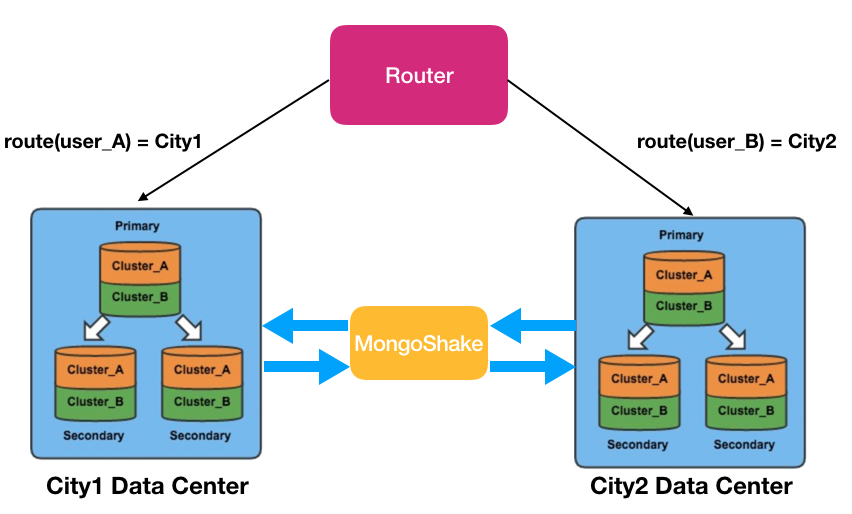 Router
route(user_A) = City1
route(user_B) = City2
Primary
Cluster_A
Cluster_B
Cluster_A
Cluster_B
Secondary
Cluster_A
Cluster_B
Secondary
City1 Data Center
MongoShake
Primary
Cluster_A
Cluster_B
Cluster_A
Cluster_B
Secondary
Cluster_A
Cluster_B
Secondary
City2 Data Center